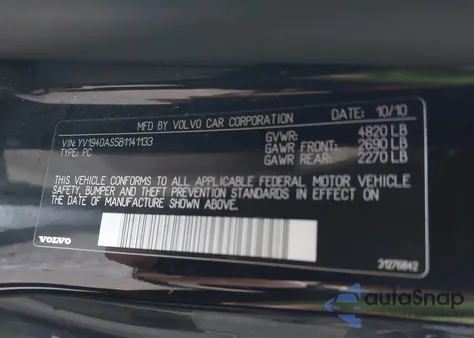 MFD BY VOLVO CAR CORPORATION DATE: 10/10
VIN: YV1940AS5B1141133 GVWR: 4820 LB
TYPE: PC GAWR FRONT: 2690 LB
GAWR REAR: 2270 LB
THIS VEHICLE CONFORMS TO ALL APPLICABLE FEDERAL MOTOR VEHICLE
SAFETY, BUMPER AND THEFT PREVENTION STANDARDS IN EFFECT ON
THE DATE OF MANUFACTURE SHOWN ABOVE.
VOLVO 31276842
autoSnap